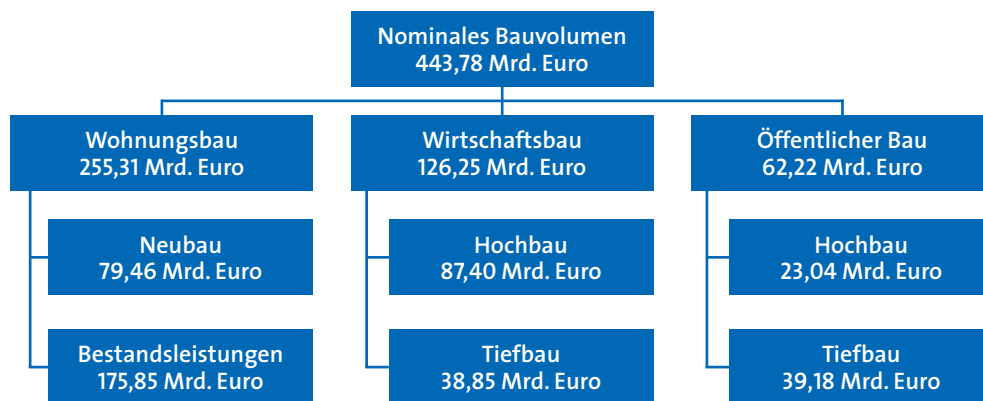 Nominales Bauvolumen
443,78 Mrd. Euro
Wohnungsbau
255,31 Mrd. Euro
Wirtschaftsbau
126,25 Mrd. Euro
Öffentlicher Bau
62,22 Mrd. Euro
Neubau
79,46 Mrd. Euro
Hochbau
87,40 Mrd. Euro
Hochbau
23,04 Mrd. Euro
Bestandsleistungen
175,85 Mrd. Euro
Tiefbau
38,85 Mrd. Euro
Tiefbau
39,18 Mrd. Euro